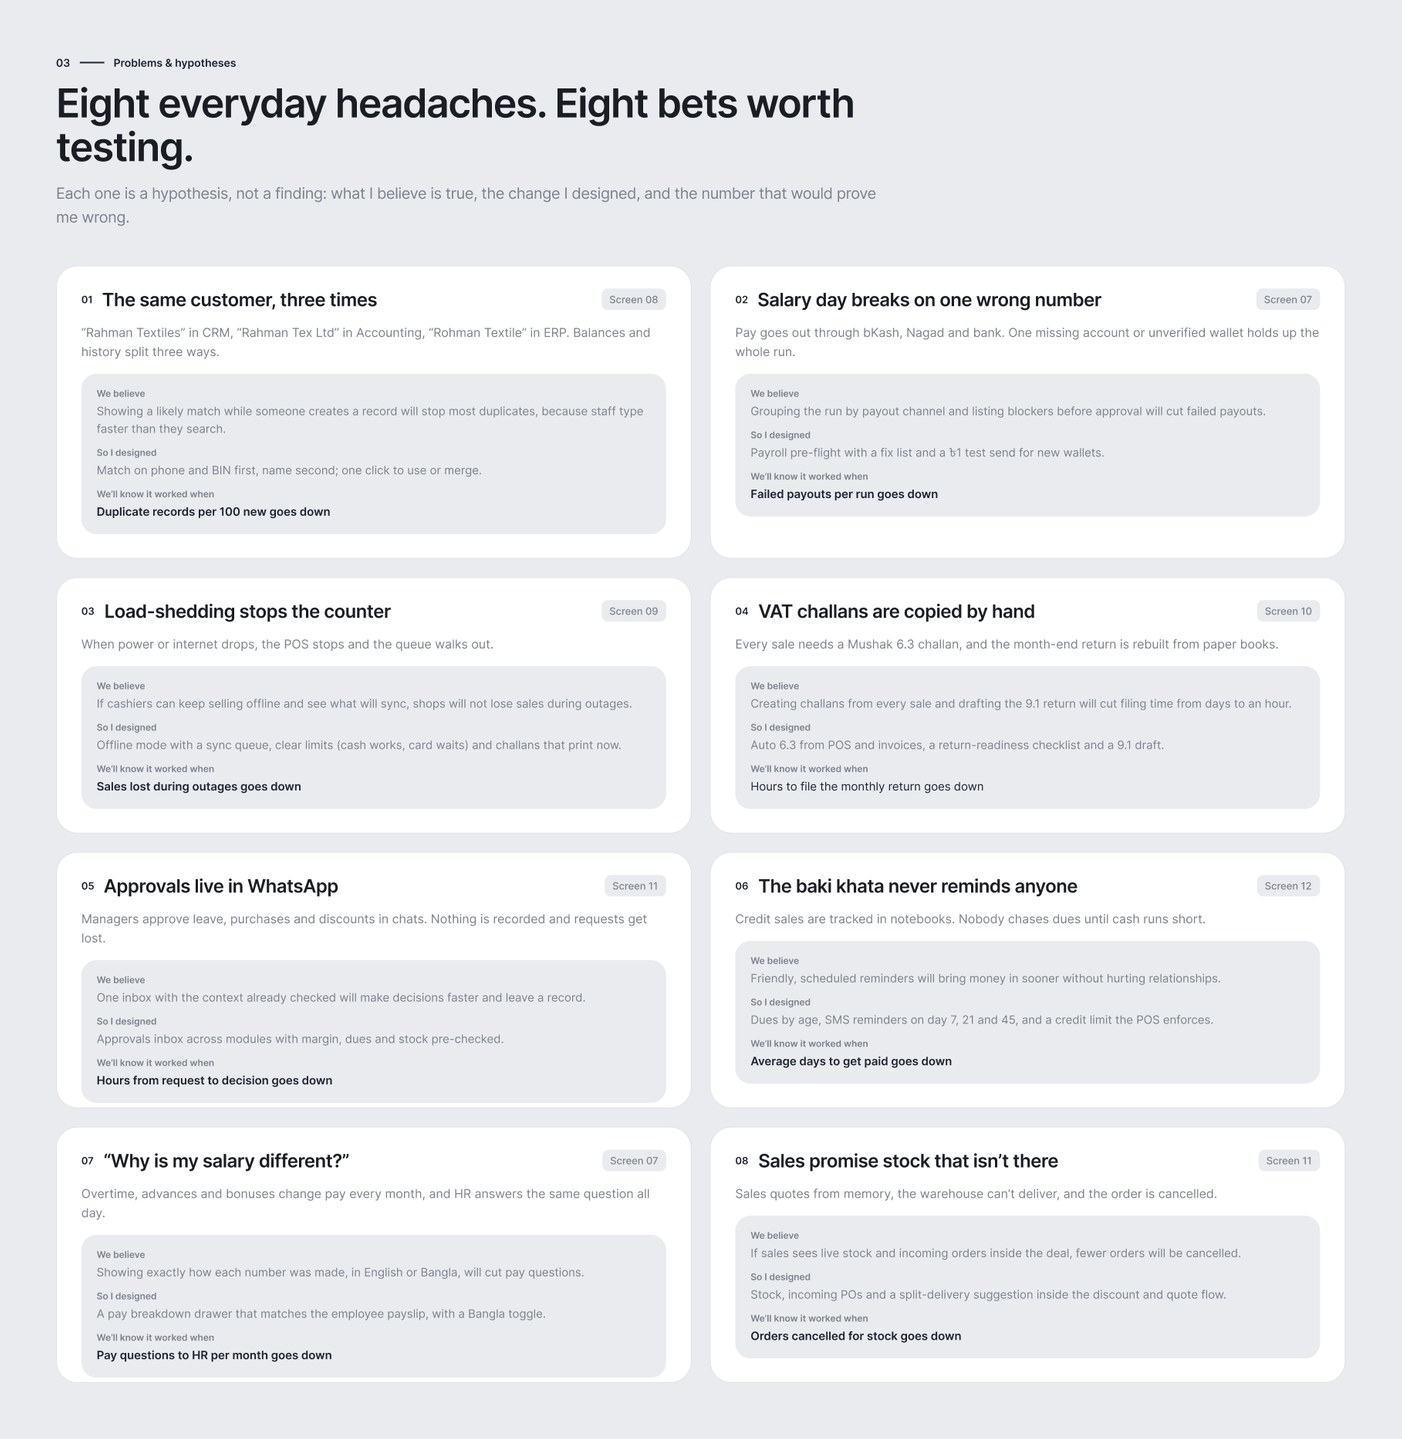 03 — Problems & hypotheses
Eight everyday headaches. Eight bets worth
testing.
Each one is a hypothesis, not a finding: what I believe is true, the change I designed, and the number that would prove
me wrong.
01 The same customer, three times
Screen 08
“Rahman Textiles” in CRM, “Rahman Tex Ltd” in Accounting, “Rohman Textile” in ERP. Balances and
history split three ways.
We believe
Showing a likely match while someone creates a record will stop most duplicates, because staff type
faster than they search.
So I designed
Match on phone and BIN first, name second; one click to use or merge.
We’ll know it worked when
Duplicate records per 100 new goes down
02 Salary day breaks on one wrong number
Screen 07
Pay goes out through bKash, Nagad and bank. One missing account or unverified wallet holds up the
whole run.
We believe
Grouping the run by payout channel and listing blockers before approval will cut failed payouts.
So I designed
Payroll pre-flight with a fix list and a ৳1 test send for new wallets.
We’ll know it worked when
Failed payouts per run goes down
03 Load-shedding stops the counter
Screen 09
When power or internet drops, the POS stops and the queue walks out.
We believe
If cashiers can keep selling offline and see what will sync, shops will not lose sales during outages.
So I designed
Offline mode with a sync queue, clear limits (cash works, card waits) and challans that print now.
We’ll know it worked when
Sales lost during outages goes down
04 VAT challans are copied by hand
Screen 10
Every sale needs a Mushak 6.3 challan, and the month-end return is rebuilt from paper books.
We believe
Creating challans from every sale and drafting the 9.1 return will cut filing time from days to an hour.
So I designed
Auto 6.3 from POS and invoices, a return-readiness checklist and a 9.1 draft.
We’ll know it worked when
Hours to file the monthly return goes down
05 Approvals live in WhatsApp
Screen 11
Managers approve leave, purchases and discounts in chats. Nothing is recorded and requests get
lost.
We believe
One inbox with the context already checked will make decisions faster and leave a record.
So I designed
Approvals inbox across modules with margin, dues and stock pre-checked.
We’ll know it worked when
Hours from request to decision goes down
06 The baki khata never reminds anyone
Screen 12
Credit sales are tracked in notebooks. Nobody chases dues until cash runs short.
We believe
Friendly, scheduled reminders will bring money in sooner without hurting relationships.
So I designed
Dues by age, SMS reminders on day 7, 21 and 45, and a credit limit the POS enforces.
We’ll know it worked when
Average days to get paid goes down
07 “Why is my salary different?”
Screen 07
Overtime, advances and bonuses change pay every month, and HR answers the same question all
day.
We believe
Showing exactly how each number was made, in English or Bangla, will cut pay questions.
So I designed
A pay breakdown drawer that matches the employee payslip, with a Bangla toggle.
We’ll know it worked when
Pay questions to HR per month goes down
08 Sales promise stock that isn’t there
Screen 11
Sales quotes from memory, the warehouse can’t deliver, and the order is cancelled.
We believe
If sales sees live stock and incoming orders inside the deal, fewer orders will be cancelled.
So I designed
Stock, incoming POs and a split-delivery suggestion inside the discount and quote flow.
We’ll know it worked when
Orders cancelled for stock goes down